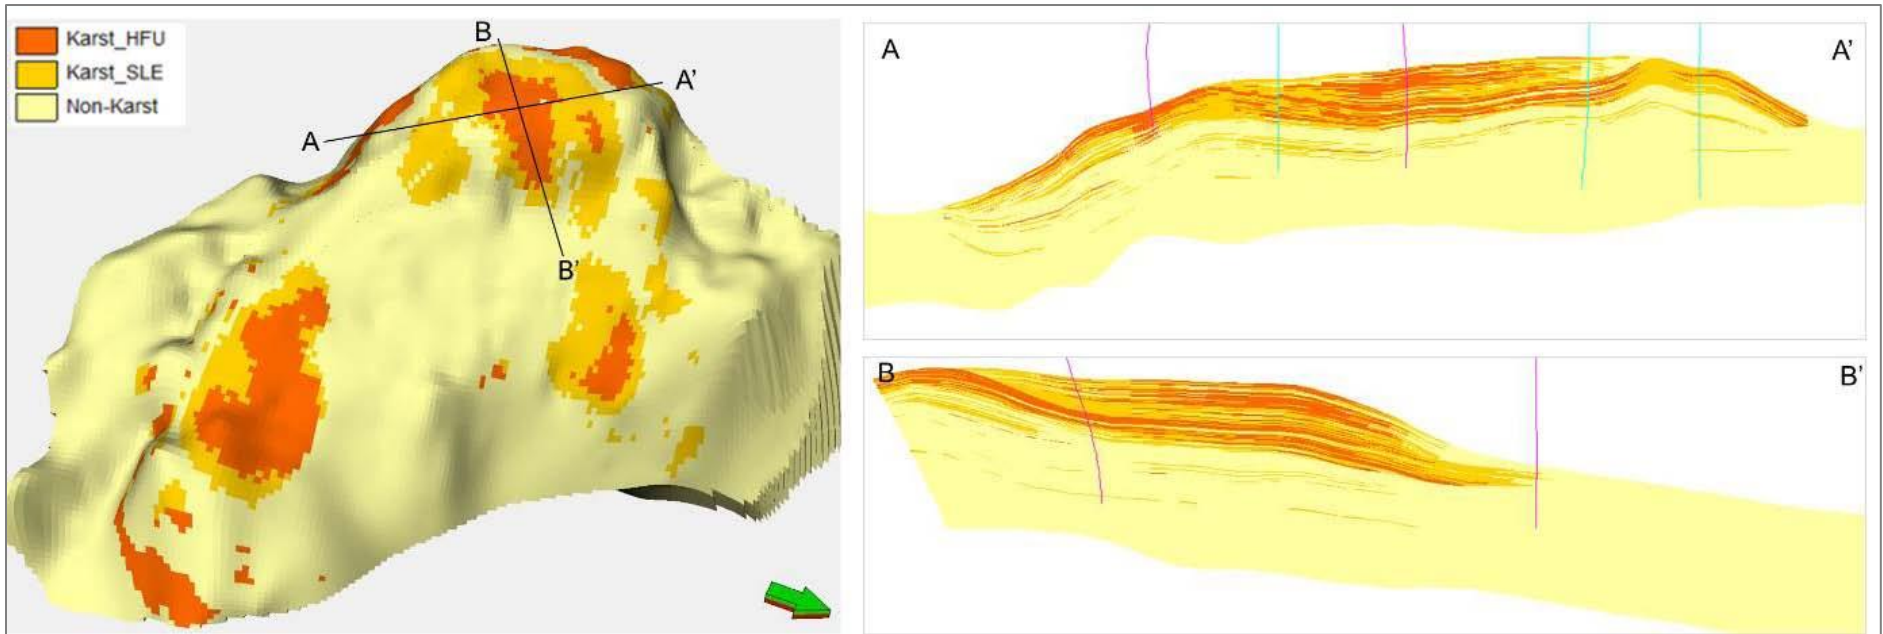 Karst_HFU
Karst_SLE
Non-Karst
B
A'
A
B'
A
A'
B
B'